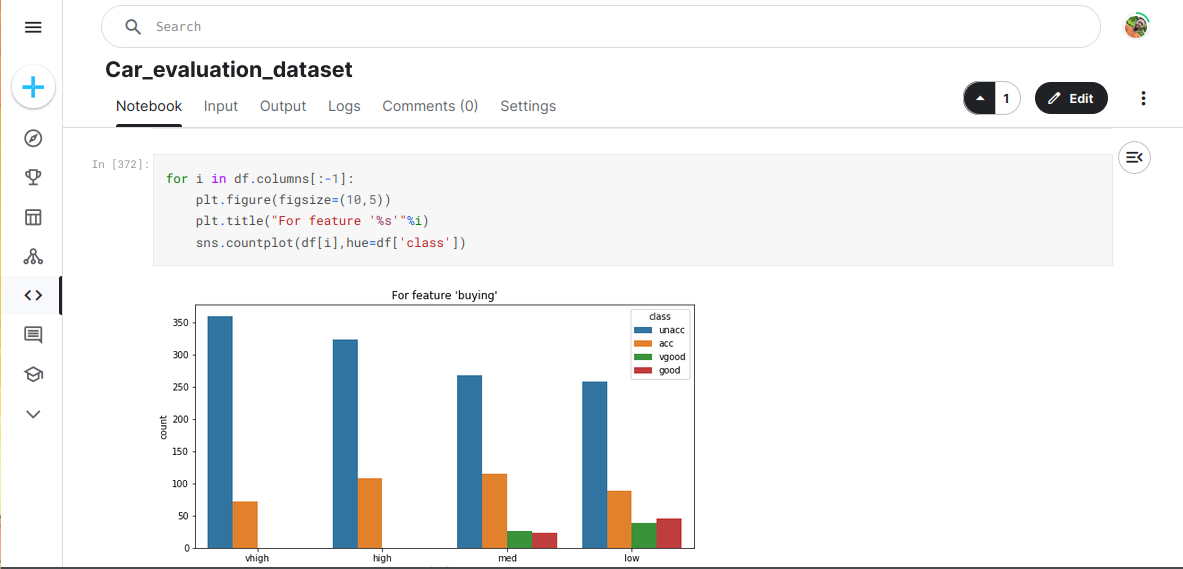 Search
Car_evaluation_dataset
Notebook Input Output Logs Comments (0) Settings
1 Edit
In [372]:
for i in df.columns[:-1]:
    plt.figure(figsize=(10,5))
    plt.title("For feature '%s'"%i)
    sns.countplot(df[i],hue=df['class'])
For feature 'buying'
class
unacc
acc
vgood
good
count
350
300
250
200
150
100
50
0
vhigh high med low